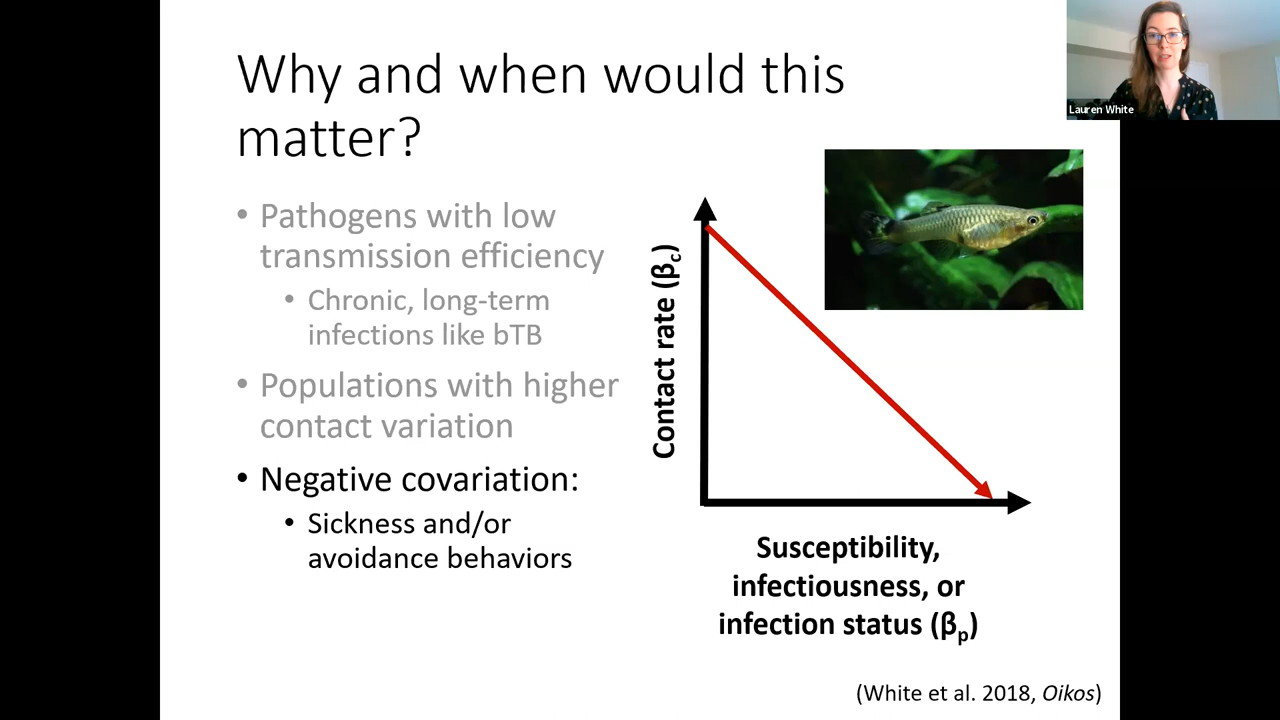 Why and when would this
matter?
Lauren White
• Pathogens with low
transmission efficiency
• Chronic, long-term
infections like bTB
• Populations with higher
contact variation
• Negative covariation:
• Sickness and/or
avoidance behaviors
Contact rate (βc)
Susceptibility,
infectiousness, or
infection status (βp)
(White et al. 2018, Oikos)